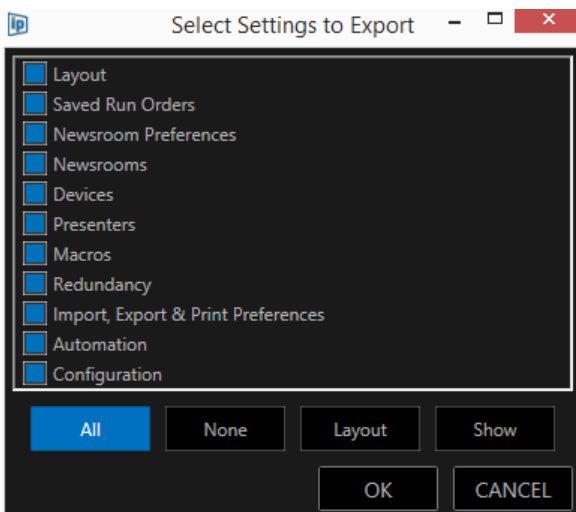 ip Select Settings to Export
Layout
Saved Run Orders
Newsroom Preferences
Newsrooms
Devices
Presenters
Macros
Redundancy
Import, Export & Print Preferences
Automation
Configuration
All None Layout Show
OK CANCEL